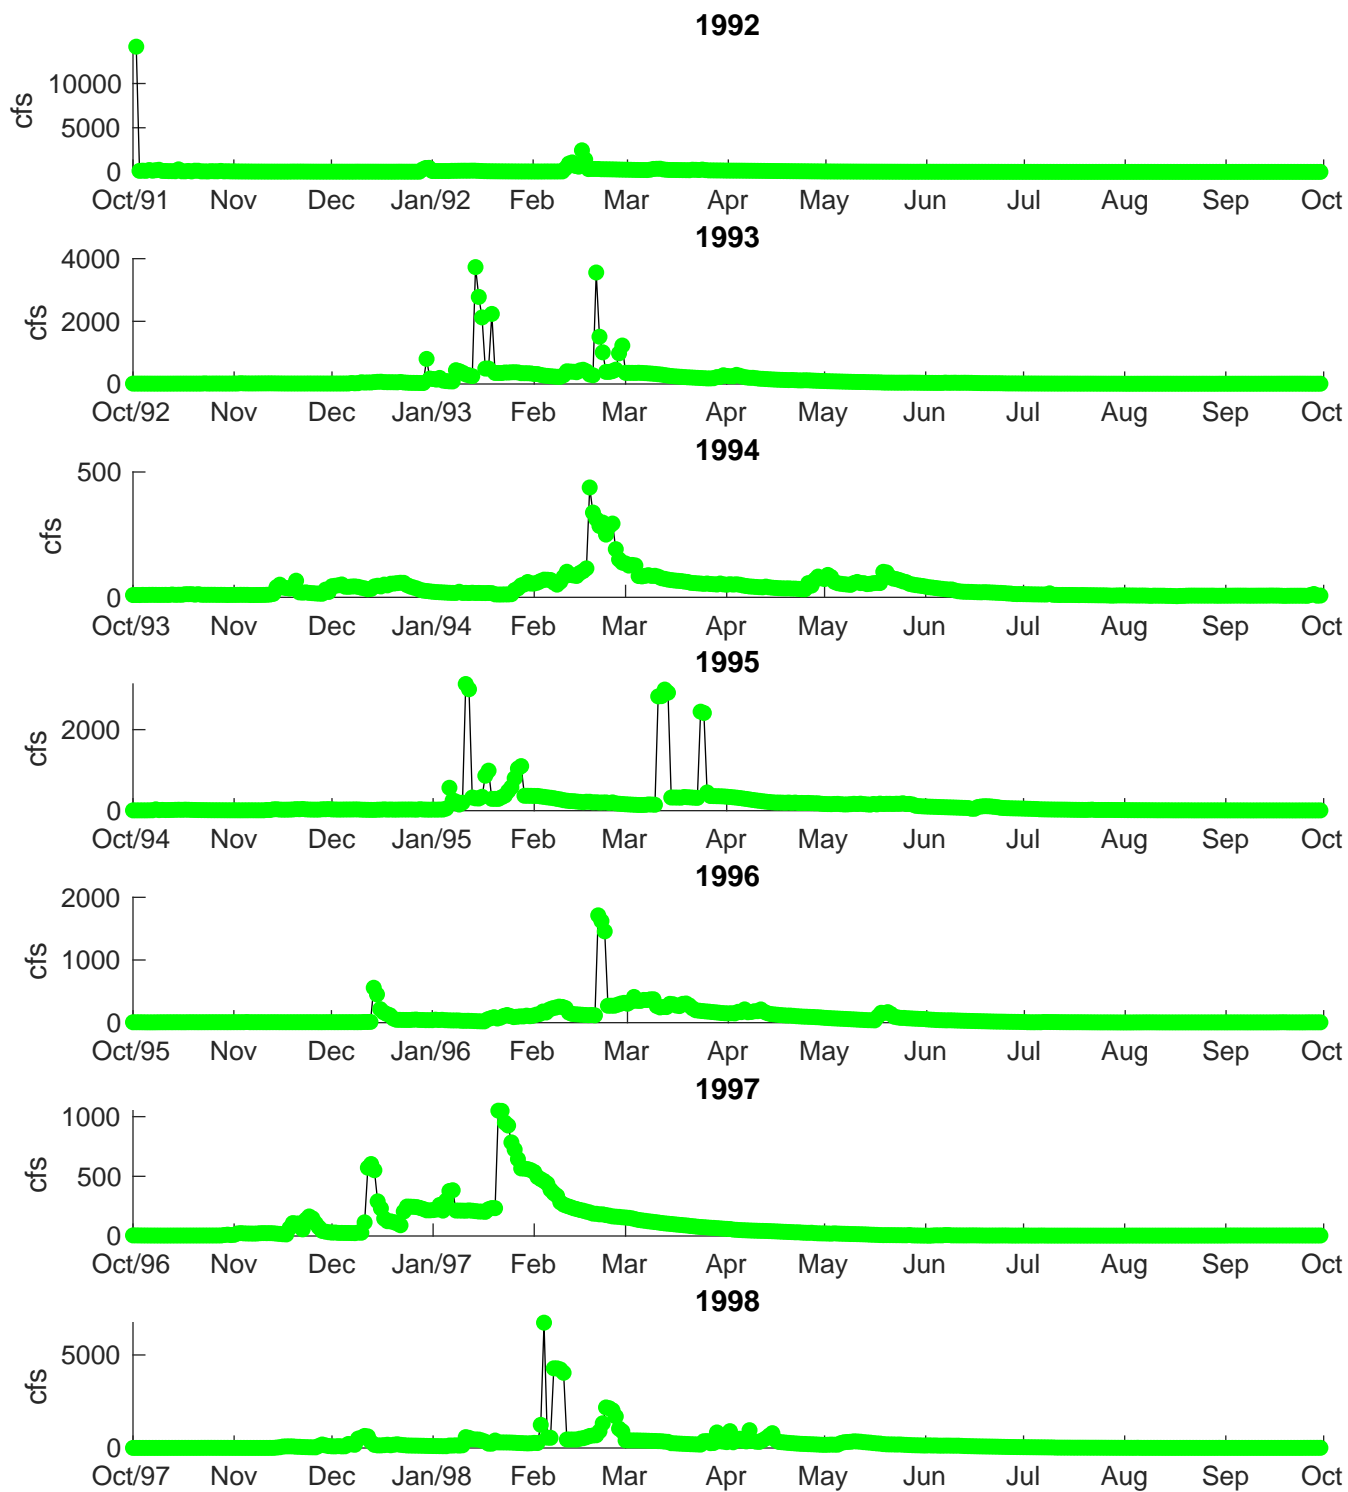 1992
cfs
10000
5000
0
Oct/91 Nov Dec Jan/92 Feb Mar Apr May Jun Jul Aug Sep Oct
1993
cfs
4000
2000
0
Oct/92 Nov Dec Jan/93 Feb Mar Apr May Jun Jul Aug Sep Oct
1994
cfs
500
0
Oct/93 Nov Dec Jan/94 Feb Mar Apr May Jun Jul Aug Sep Oct
1995
cfs
2000
0
Oct/94 Nov Dec Jan/95 Feb Mar Apr May Jun Jul Aug Sep Oct
1996
cfs
2000
1000
0
Oct/95 Nov Dec Jan/96 Feb Mar Apr May Jun Jul Aug Sep Oct
1997
cfs
1000
500
0
Oct/96 Nov Dec Jan/97 Feb Mar Apr May Jun Jul Aug Sep Oct
1998
cfs
5000
0
Oct/97 Nov Dec Jan/98 Feb Mar Apr May Jun Jul Aug Sep Oct